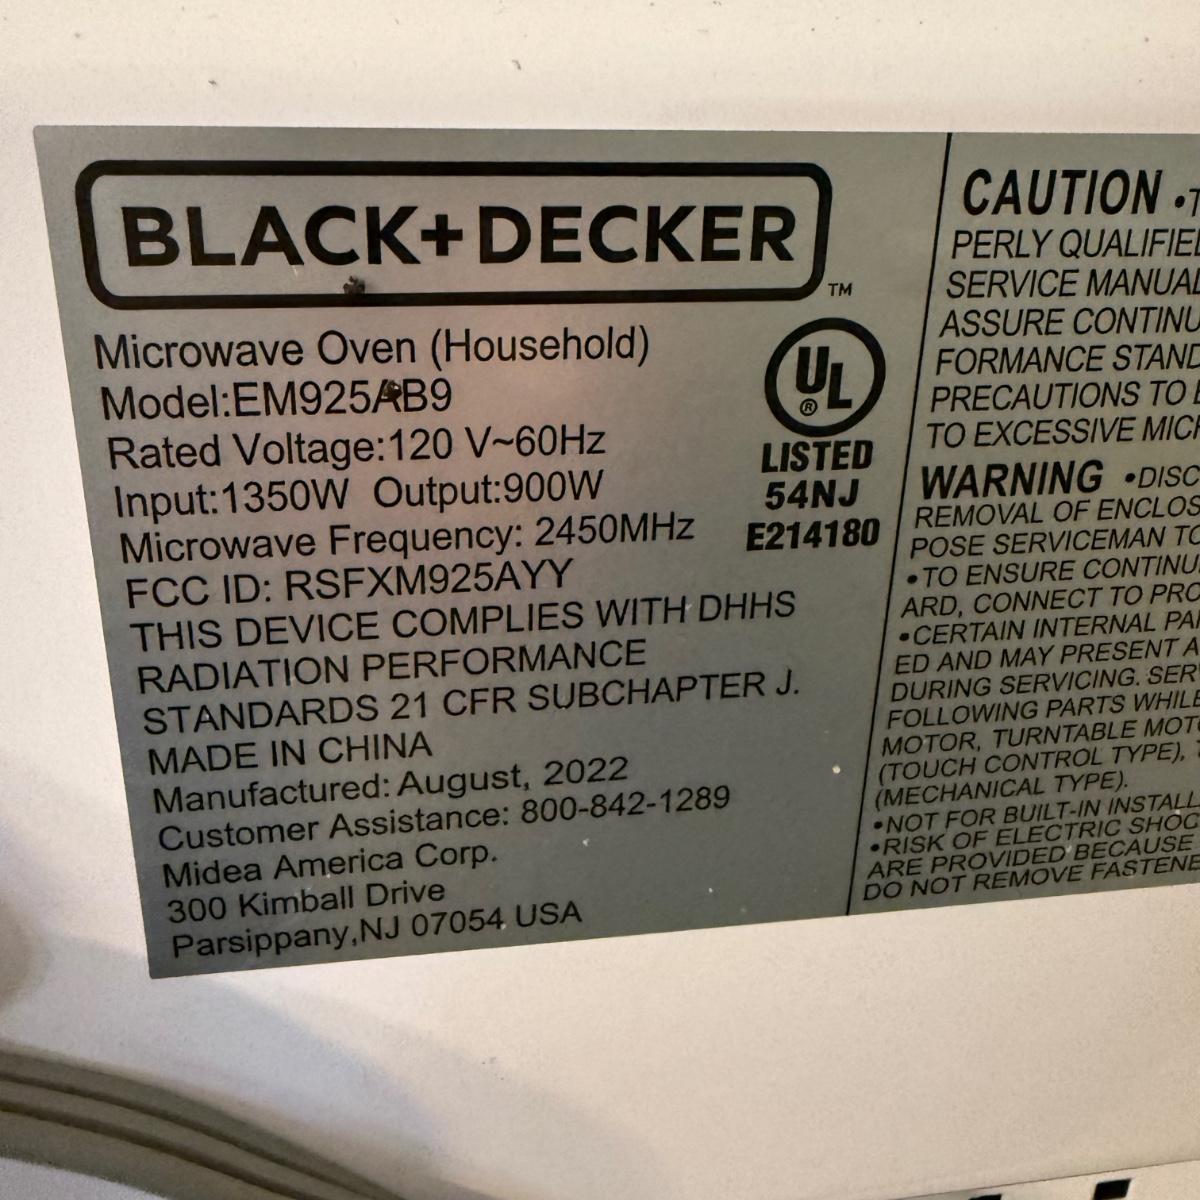 BLACK+DECKER
TM
Microwave Oven (Household)
Model:EM925AB9
Rated Voltage:120 V~60Hz
Input:1350W Output:900W
Microwave Frequency: 2450MHz
FCC ID: RSFXM925AYY
THIS DEVICE COMPLIES WITH DHHS
RADIATION PERFORMANCE
STANDARDS 21 CFR SUBCHAPTER J.
MADE IN CHINA
Manufactured: August, 2022
Customer Assistance: 800-842-1289
Midea America Corp.
300 Kimball Drive
Parsippany,NJ 07054 USA
UL
®
LISTED
54NJ
E214180
CAUTION •T
PERLY QUALIFIED
SERVICE MANUAL
ASSURE CONTINU
FORMANCE STAND
PRECAUTIONS TO
TO EXCESSIVE MICR
WARNING •DISC
REMOVAL OF ENCLOS
POSE SERVICEMAN TO
•TO ENSURE CONTINU
ARD, CONNECT TO PRO
•CERTAIN INTERNAL PA
ED AND MAY PRESENT A
DURING SERVICING. SER
FOLLOWING PARTS WHILE
MOTOR, TURNTABLE MOTO
(TOUCH CONTROL TYPE),
(MECHANICAL TYPE).
•NOT FOR BUILT-IN INSTALL
•RISK OF ELECTRIC SHOC
ARE PROVIDED BECAUSE
DO NOT REMOVE FASTENE